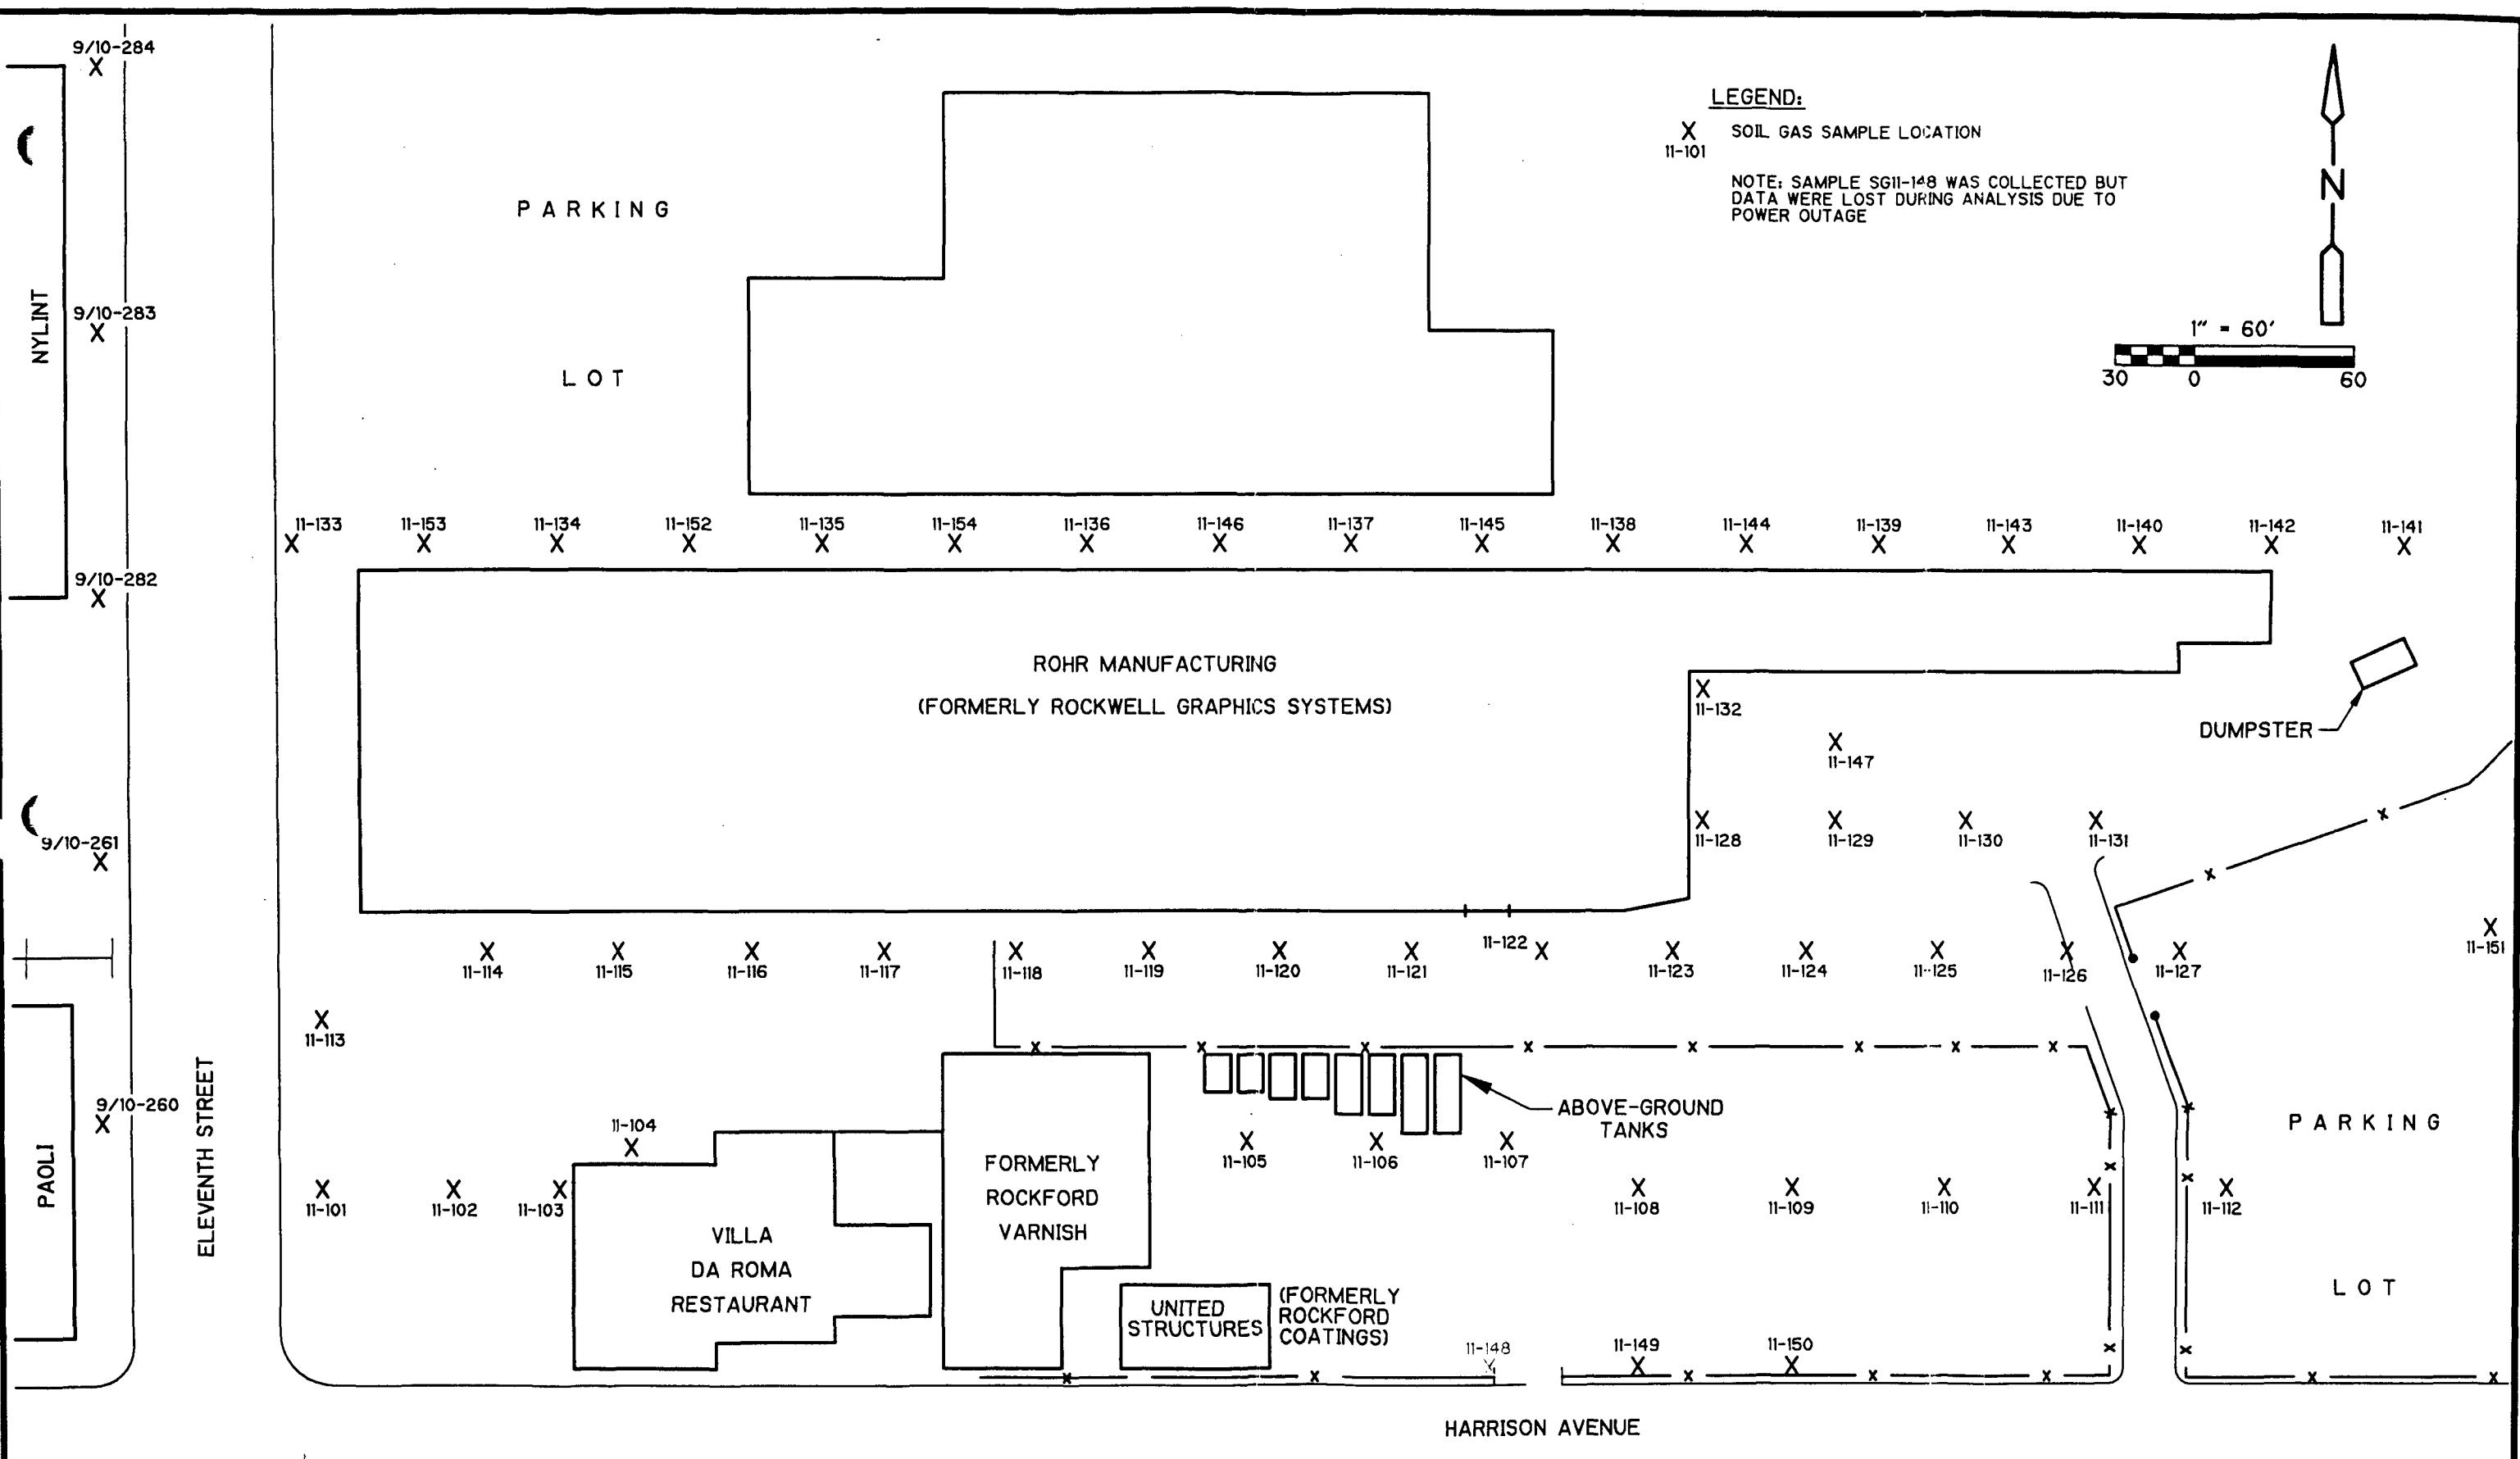 9/10-284
LEGEND:
X SOIL GAS SAMPLE LOCATION
11-101
NOTE: SAMPLE SG11-148 WAS COLLECTED BUT
DATA WERE LOST DURING ANALYSIS DUE TO
POWER OUTAGE
N
PARKING
LOT
NYLINT
9/10-283
1" = 60'
30 0 60
11-133 11-153 11-134 11-152 11-135 11-154 11-136 11-146 11-137 11-145 11-138 11-144 11-139 11-143 11-140 11-142 11-141
9/10-282
ROHR MANUFACTURING
(FORMERLY ROCKWELL GRAPHICS SYSTEMS)
11-132
DUMPSTER
11-147
9/10-261
11-128 11-129 11-130 11-131
11-122
11-151
11-114 11-115 11-116 11-117 11-118 11-119 11-120 11-121 11-123 11-124 11-125 11-126 11-127
11-113
9/10-260
ELEVENTH STREET
PAOLI
11-104
ABOVE-GROUND
TANKS
PARKING
LOT
11-105 11-106 11-107
FORMERLY
ROCKFORD
VARNISH
11-101 11-102 11-103
11-108 11-109 11-110 11-111 11-112
VILLA
DA ROMA
RESTAURANT
UNITED
STRUCTURES
(FORMERLY
ROCKFORD
COATINGS)
11-148 11-149 11-150
HARRISON AVENUE